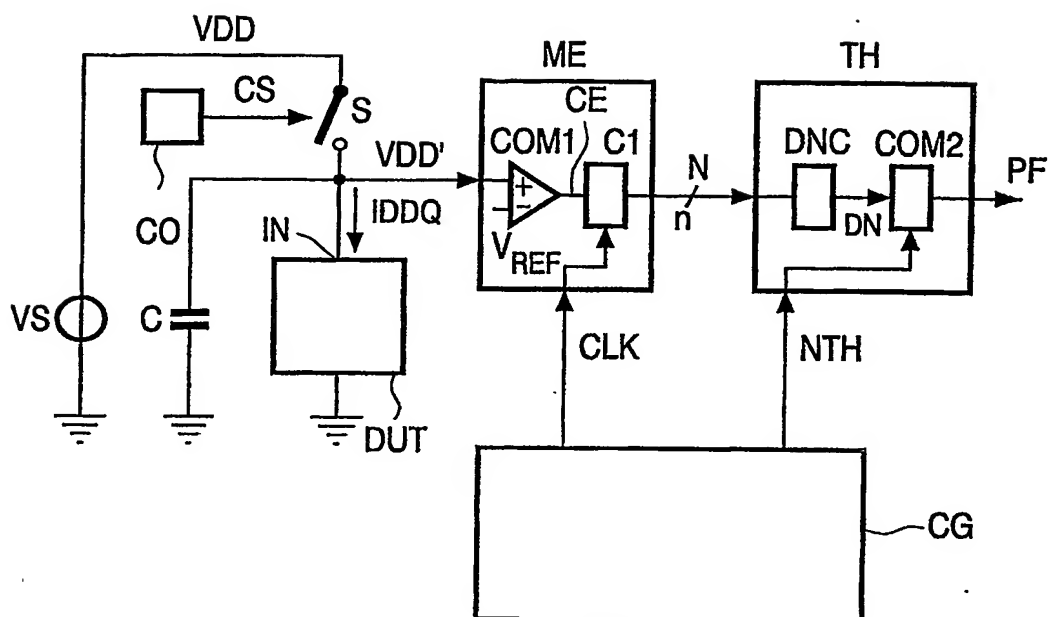 VDD
ME
TH
CS
S
CE
COM1
C1
DNC
COM2
VDD'
N
n
PF
CO
IDDQ
DN
IN
VREF
VS
C
CLK
NTH
DUT
CG
+
−